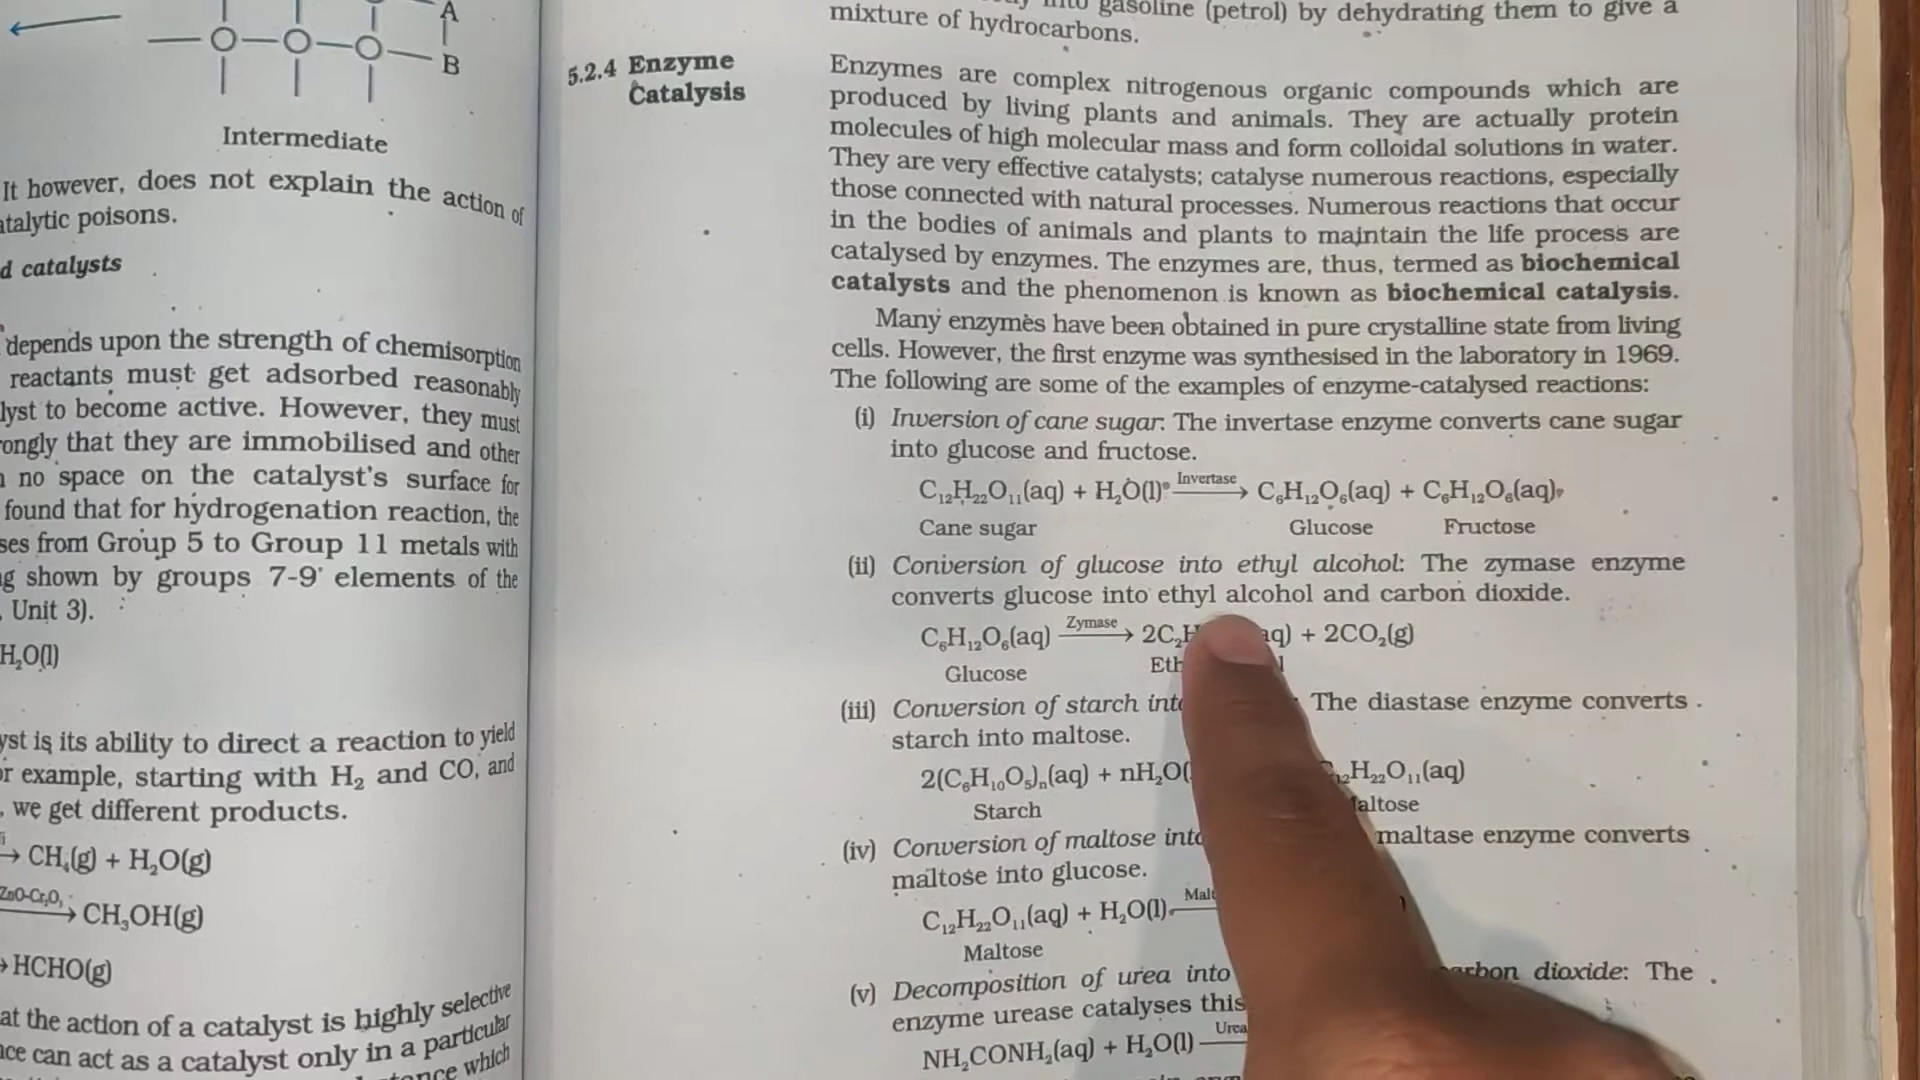 A
B
Intermediate
It however, does not explain the action of
catalytic poisons.
d catalysts
depends upon the strength of chemisorption
reactants must get adsorbed reasonably
lyst to become active. However, they must
ongly that they are immobilised and other
no space on the catalyst's surface for
found that for hydrogenation reaction, the
ses from Group 5 to Group 11 metals with
g shown by groups 7-9 elements of the
Unit 3).
H₂O(l)
yst is its ability to direct a reaction to yield
or example, starting with H₂ and CO, and
, we get different products.
→ CH₄(g) + H₂O(g)
ZnO-Cr₂O₃ → CH₃OH(g)
→ HCHO(g)
at the action of a catalyst is highly selective
nce can act as a catalyst only in a particular
which
into gasoline (petrol) by dehydrating them to give a
mixture of hydrocarbons.
5.2.4 Enzyme
Catalysis
Enzymes are complex nitrogenous organic compounds which are
produced by living plants and animals. They are actually protein
molecules of high molecular mass and form colloidal solutions in water.
They are very effective catalysts; catalyse numerous reactions, especially
those connected with natural processes. Numerous reactions that occur
in the bodies of animals and plants to maintain the life process are
catalysed by enzymes. The enzymes are, thus, termed as biochemical
catalysts and the phenomenon is known as biochemical catalysis.
Many enzymes have been obtained in pure crystalline state from living
cells. However, the first enzyme was synthesised in the laboratory in 1969.
The following are some of the examples of enzyme-catalysed reactions:
(i) Inversion of cane sugar: The invertase enzyme converts cane sugar
into glucose and fructose.
C₁₂H₂₂O₁₁(aq) + H₂O(l) Invertase → C₆H₁₂O₆(aq) + C₆H₁₂O₆(aq)
Cane sugar Glucose Fructose
(ii) Conversion of glucose into ethyl alcohol: The zymase enzyme
converts glucose into ethyl alcohol and carbon dioxide.
C₆H₁₂O₆(aq) Zymase → 2C₂H aq) + 2CO₂(g)
Glucose Eth l
(iii) Conversion of starch into The diastase enzyme converts
starch into maltose.
2(C₆H₁₀O₅)ₙ(aq) + nH₂O( ₁₂H₂₂O₁₁(aq)
Starch Maltose
(iv) Conversion of maltose into maltase enzyme converts
maltose into glucose.
C₁₂H₂₂O₁₁(aq) + H₂O(l) Malt
Maltose
(v) Decomposition of urea into carbon dioxide: The
enzyme urease catalyses this
NH₂CONH₂(aq) + H₂O(l) Urea